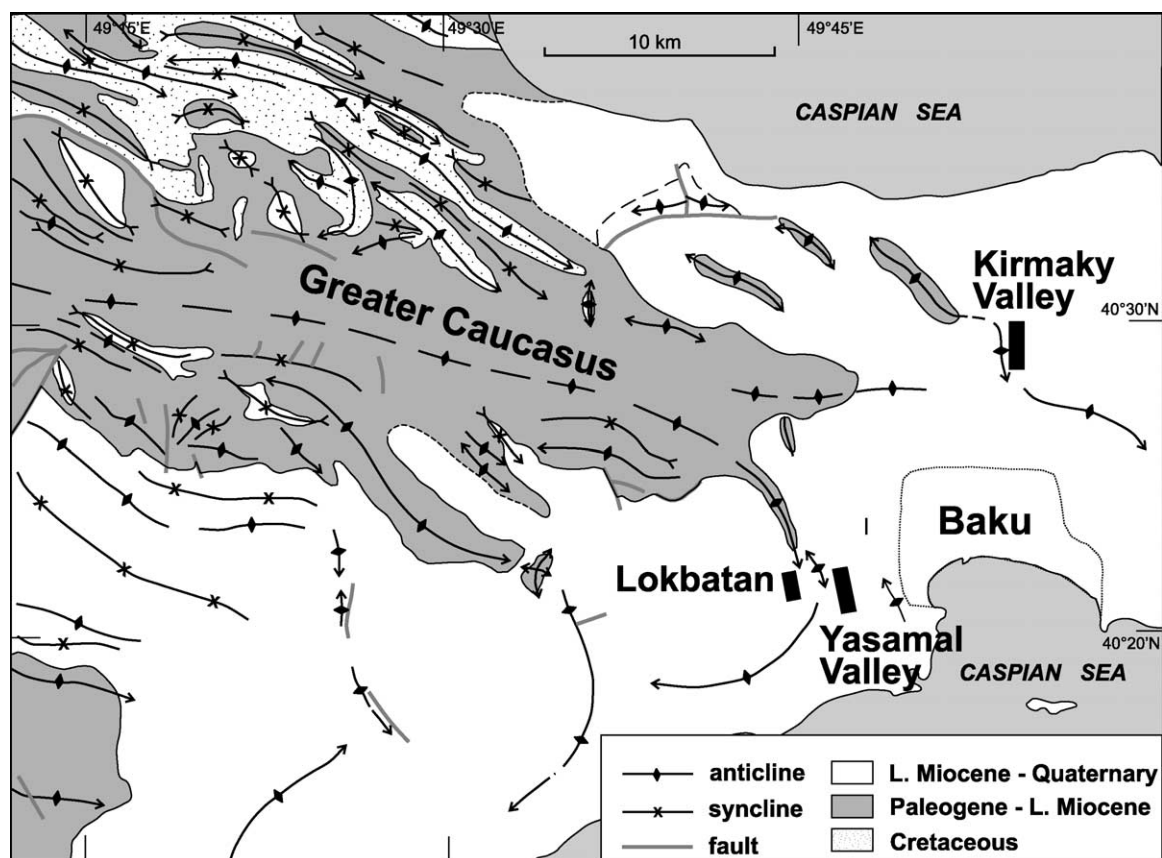 49°15'E
49°30'E
49°45'E
10 km
CASPIAN SEA
Kirmaky
Valley
40°30'N
Greater Caucasus
Baku
Lokbatan
Yasamal
Valley
40°20'N
CASPIAN SEA
anticline
syncline
fault
L. Miocene - Quaternary
Paleogene - L. Miocene
Cretaceous